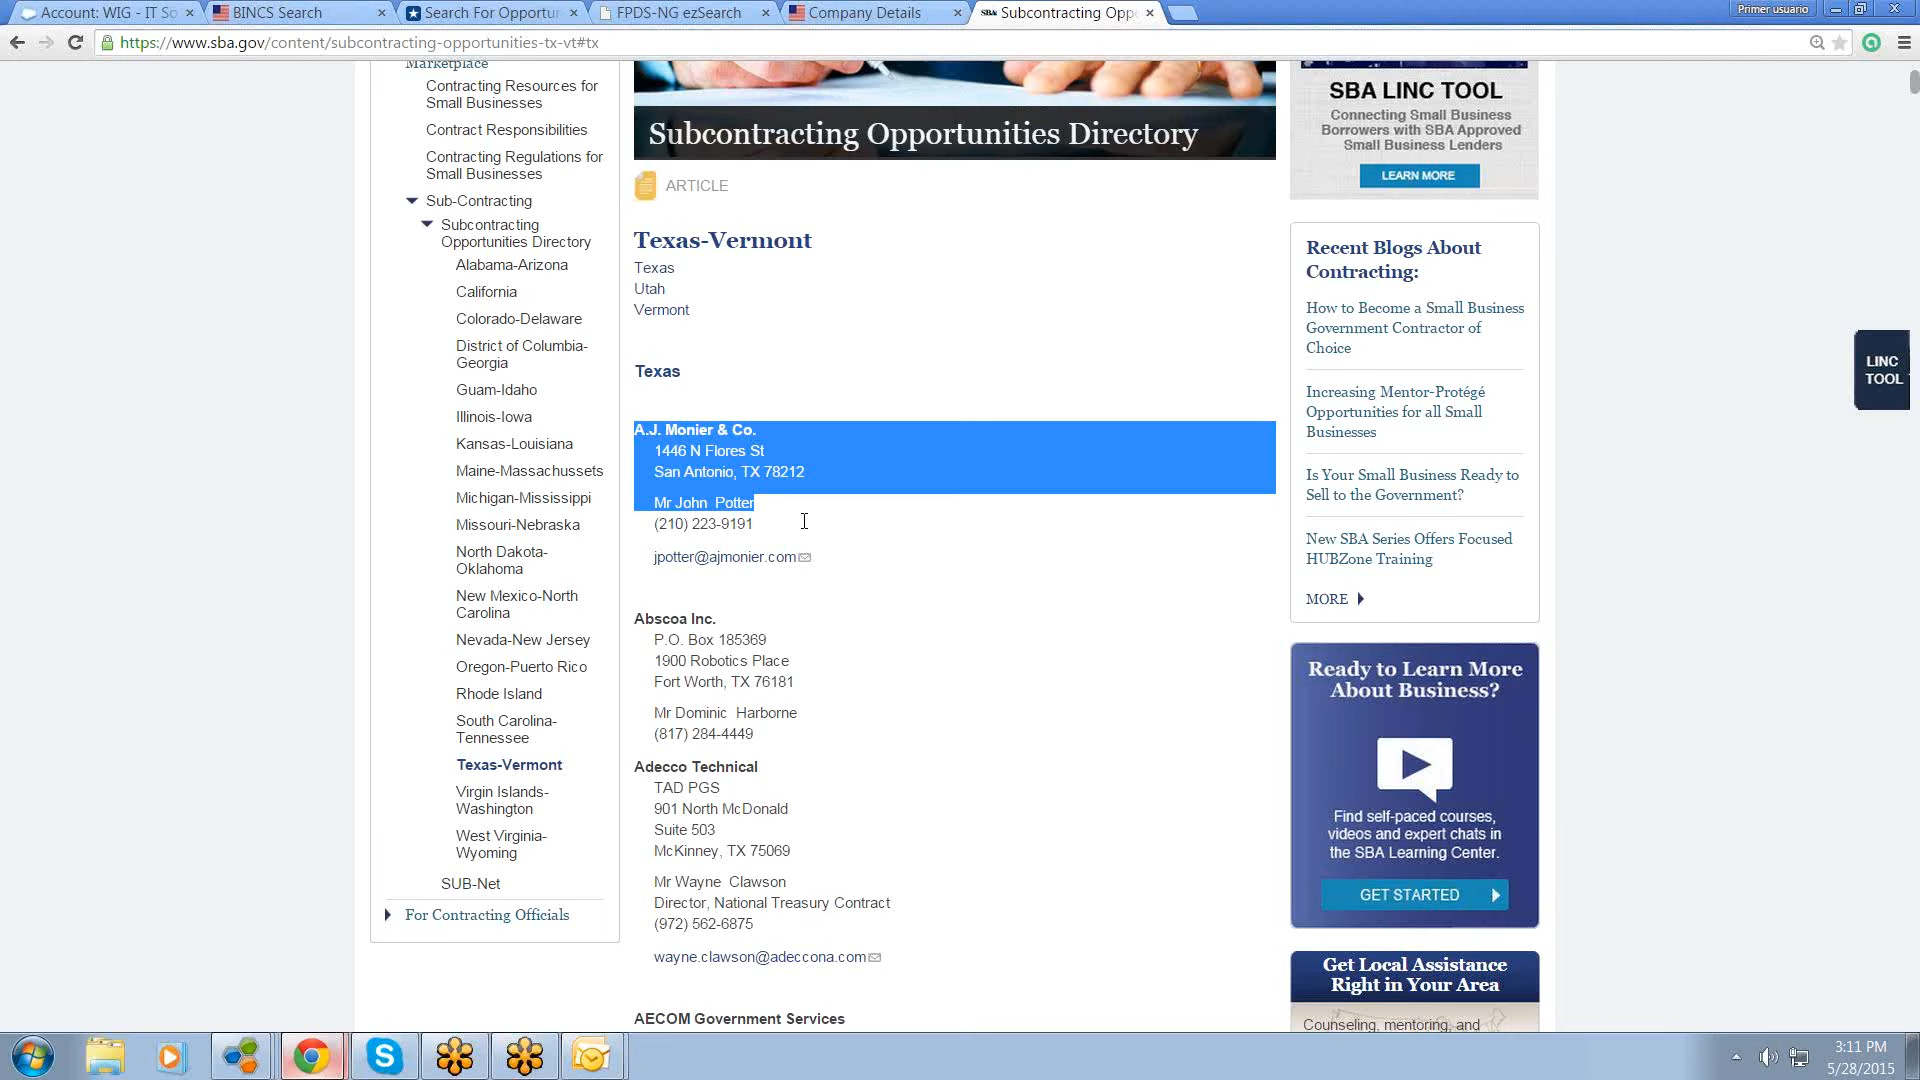 Account: WIG - IT So
BINCS Search
Search For Opportun
FPDS-NG ezSearch
Company Details
SBA Subcontracting Oppo
Primer usuario
https://www.sba.gov/content/subcontracting-opportunities-tx-vt#tx
Marketplace
Contracting Resources for
Small Businesses
Contract Responsibilities
Contracting Regulations for
Small Businesses
Sub-Contracting
Subcontracting
Opportunities Directory
Alabama-Arizona
California
Colorado-Delaware
District of Columbia-
Georgia
Guam-Idaho
Illinois-Iowa
Kansas-Louisiana
Maine-Massachussets
Michigan-Mississippi
Missouri-Nebraska
North Dakota-
Oklahoma
New Mexico-North
Carolina
Nevada-New Jersey
Oregon-Puerto Rico
Rhode Island
South Carolina-
Tennessee
Texas-Vermont
Virgin Islands-
Washington
West Virginia-
Wyoming
SUB-Net
For Contracting Officials
Subcontracting Opportunities Directory
ARTICLE
Texas-Vermont
Texas
Utah
Vermont
Texas
A.J. Monier & Co.
1446 N Flores St
San Antonio, TX 78212
Mr John Potter
(210) 223-9191
jpotter@ajmonier.com
Abscoa Inc.
P.O. Box 185369
1900 Robotics Place
Fort Worth, TX 76181
Mr Dominic Harborne
(817) 284-4449
Adecco Technical
TAD PGS
901 North McDonald
Suite 503
McKinney, TX 75069
Mr Wayne Clawson
Director, National Treasury Contract
(972) 562-6875
wayne.clawson@adeccona.com
AECOM Government Services
SBA LINC TOOL
Connecting Small Business
Borrowers with SBA Approved
Small Business Lenders
LEARN MORE
Recent Blogs About
Contracting:
How to Become a Small Business
Government Contractor of
Choice
Increasing Mentor-Protégé
Opportunities for all Small
Businesses
Is Your Small Business Ready to
Sell to the Government?
New SBA Series Offers Focused
HUBZone Training
MORE
Ready to Learn More
About Business?
Find self-paced courses,
videos and expert chats in
the SBA Learning Center.
GET STARTED
Get Local Assistance
Right in Your Area
Counseling, mentoring, and
LINC
TOOL
3:11 PM
5/28/2015